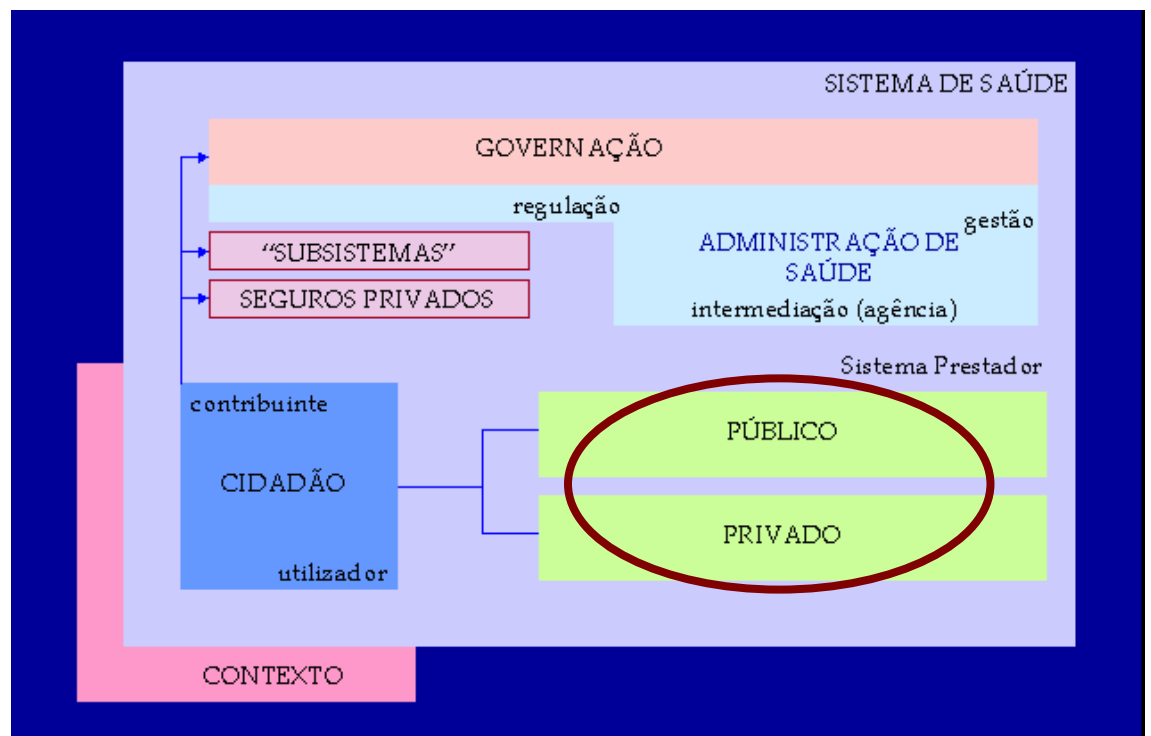 SISTEMA DE SAÚDE
GOVERNAÇÃO
regulação
gestão
"SUBSISTEMAS"
ADMINISTRAÇÃO DE
SAÚDE
SEGUROS PRIVADOS
intermediação (agência)
Sistema Prestador
contribuinte
PÚBLICO
CIDADÃO
PRIVADO
utilizador
CONTEXTO